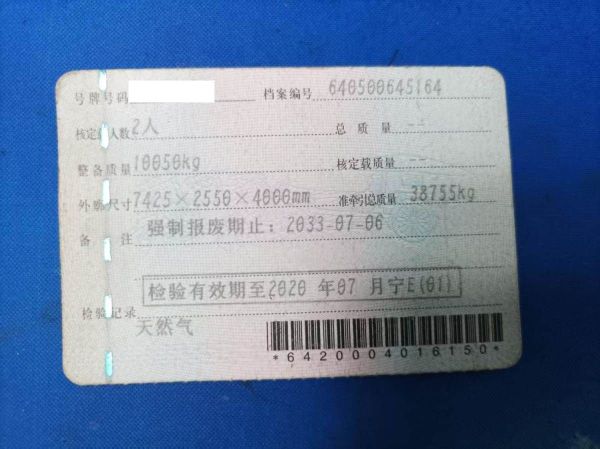 号牌号码 档案编号 640500645164
核定载人数 2人 总质量 --
整备质量 10050kg 核定载质量 --
外廓尺寸 7425×2550×4000mm 准牵引总质量 38755kg
备注 强制报废期止：2033-07-06
检验有效期至2020 年07 月宁E(01)
检验记录
天然气
*6420004016150*